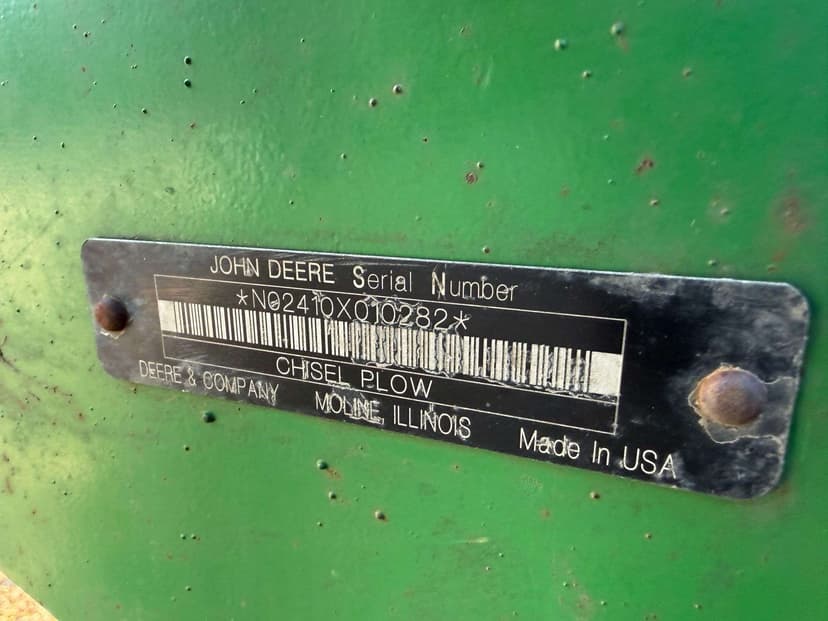 JOHN DEERE Serial Number
*N02410X010282*
CHISEL PLOW
DEERE & COMPANY MOLINE, ILLINOIS Made In USA